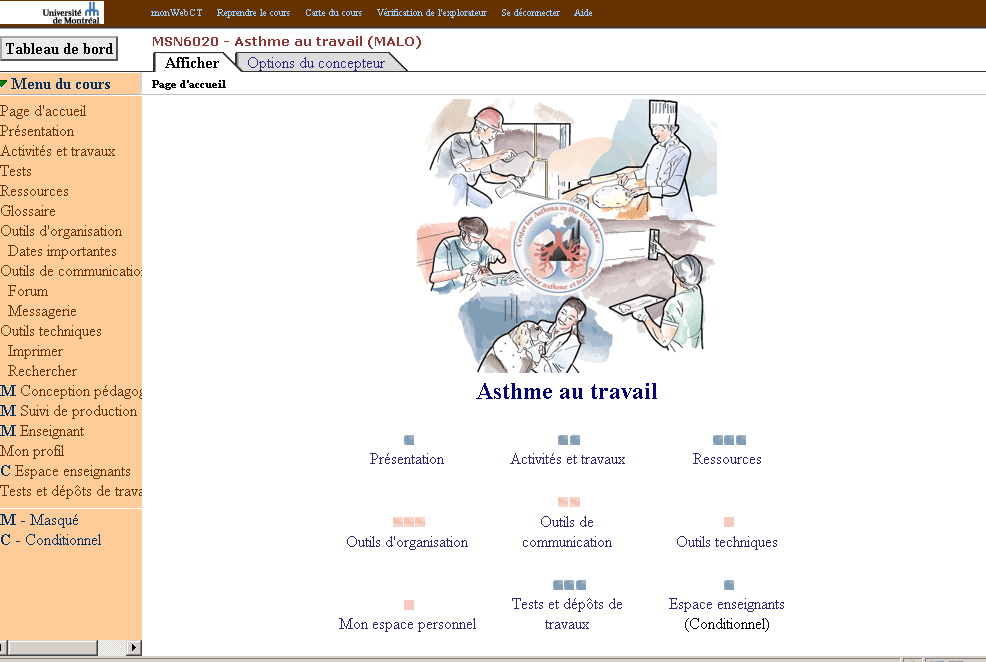 Université
de Montréal
monWebCT Reprendre le cours Carte du cours Vérification de l'explorateur Se déconnecter Aide
Tableau de bord
MSN6020 - Asthme au travail (MALO)
Afficher Options du concepteur
Menu du cours
Page d'accueil
Page d'accueil
Présentation
Activités et travaux
Tests
Ressources
Glossaire
Outils d'organisation
Dates importantes
Outils de communicatio
Forum
Messagerie
Outils techniques
Imprimer
Rechercher
M Conception pédagog
M Suivi de production
M Enseignant
Mon profil
C Espace enseignants
Tests et dépôts de trava
M - Masqué
C - Conditionnel
Center for Asthma in the Workplace
Centre asthme et travail
Asthme au travail
Présentation
Activités et travaux
Ressources
Outils d'organisation
Outils de
communication
Outils techniques
Mon espace personnel
Tests et dépôts de
travaux
Espace enseignants
(Conditionnel)